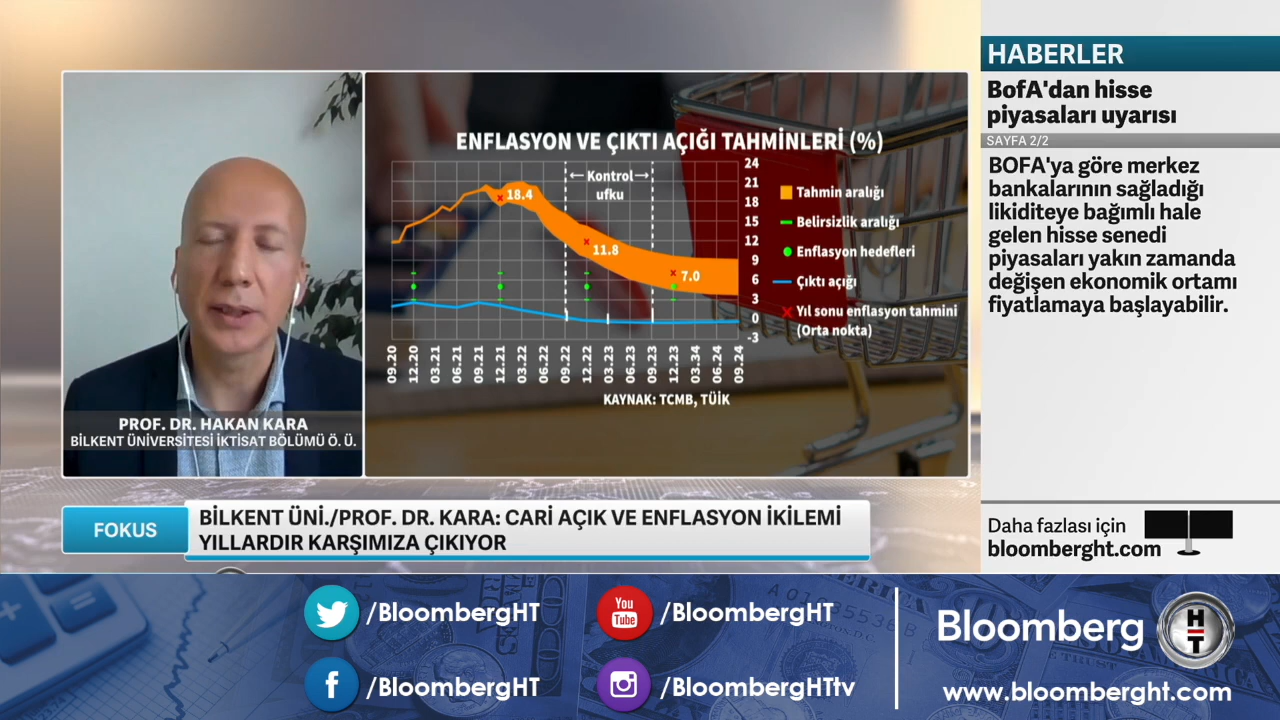 ENFLASYON VE ÇIKTI AÇIĞI TAHMİNLERİ (%)
← Kontrol →
ufku
18.4
11.8
7.0
24
21
18
15
12
9
6
3
0
-3
09.20
12.20
03.21
06.21
09.21
12.21
03.22
06.22
09.22
12.22
03.23
06.23
09.23
12.23
03.34
06.24
09.24
Tahmin aralığı
Belirsizlik aralığı
Enflasyon hedefleri
Çıktı açığı
Yıl sonu enflasyon tahmini
(Orta nokta)
KAYNAK: TCMB, TÜİK
PROF. DR. HAKAN KARA
BİLKENT ÜNİVERSİTESİ İKTİSAT BÖLÜMÜ Ö. Ü.
FOKUS
BİLKENT ÜNİ./PROF. DR. KARA: CARİ AÇIK VE ENFLASYON İKİLEMİ
YILLARDIR KARŞIMIZA ÇIKIYOR
HABERLER
BofA'dan hisse
piyasaları uyarısı
SAYFA 2/2
BOFA'ya göre merkez
bankalarının sağladığı
likiditeye bağımlı hale
gelen hisse senedi
piyasaları yakın zamanda
değişen ekonomik ortamı
fiyatlamaya başlayabilir.
Daha fazlası için
bloomberght.com
/BloombergHT
You
Tube
/BloombergHT
/BloombergHT
/BloombergHTtv
Bloomberg
HT
www.bloomberght.com